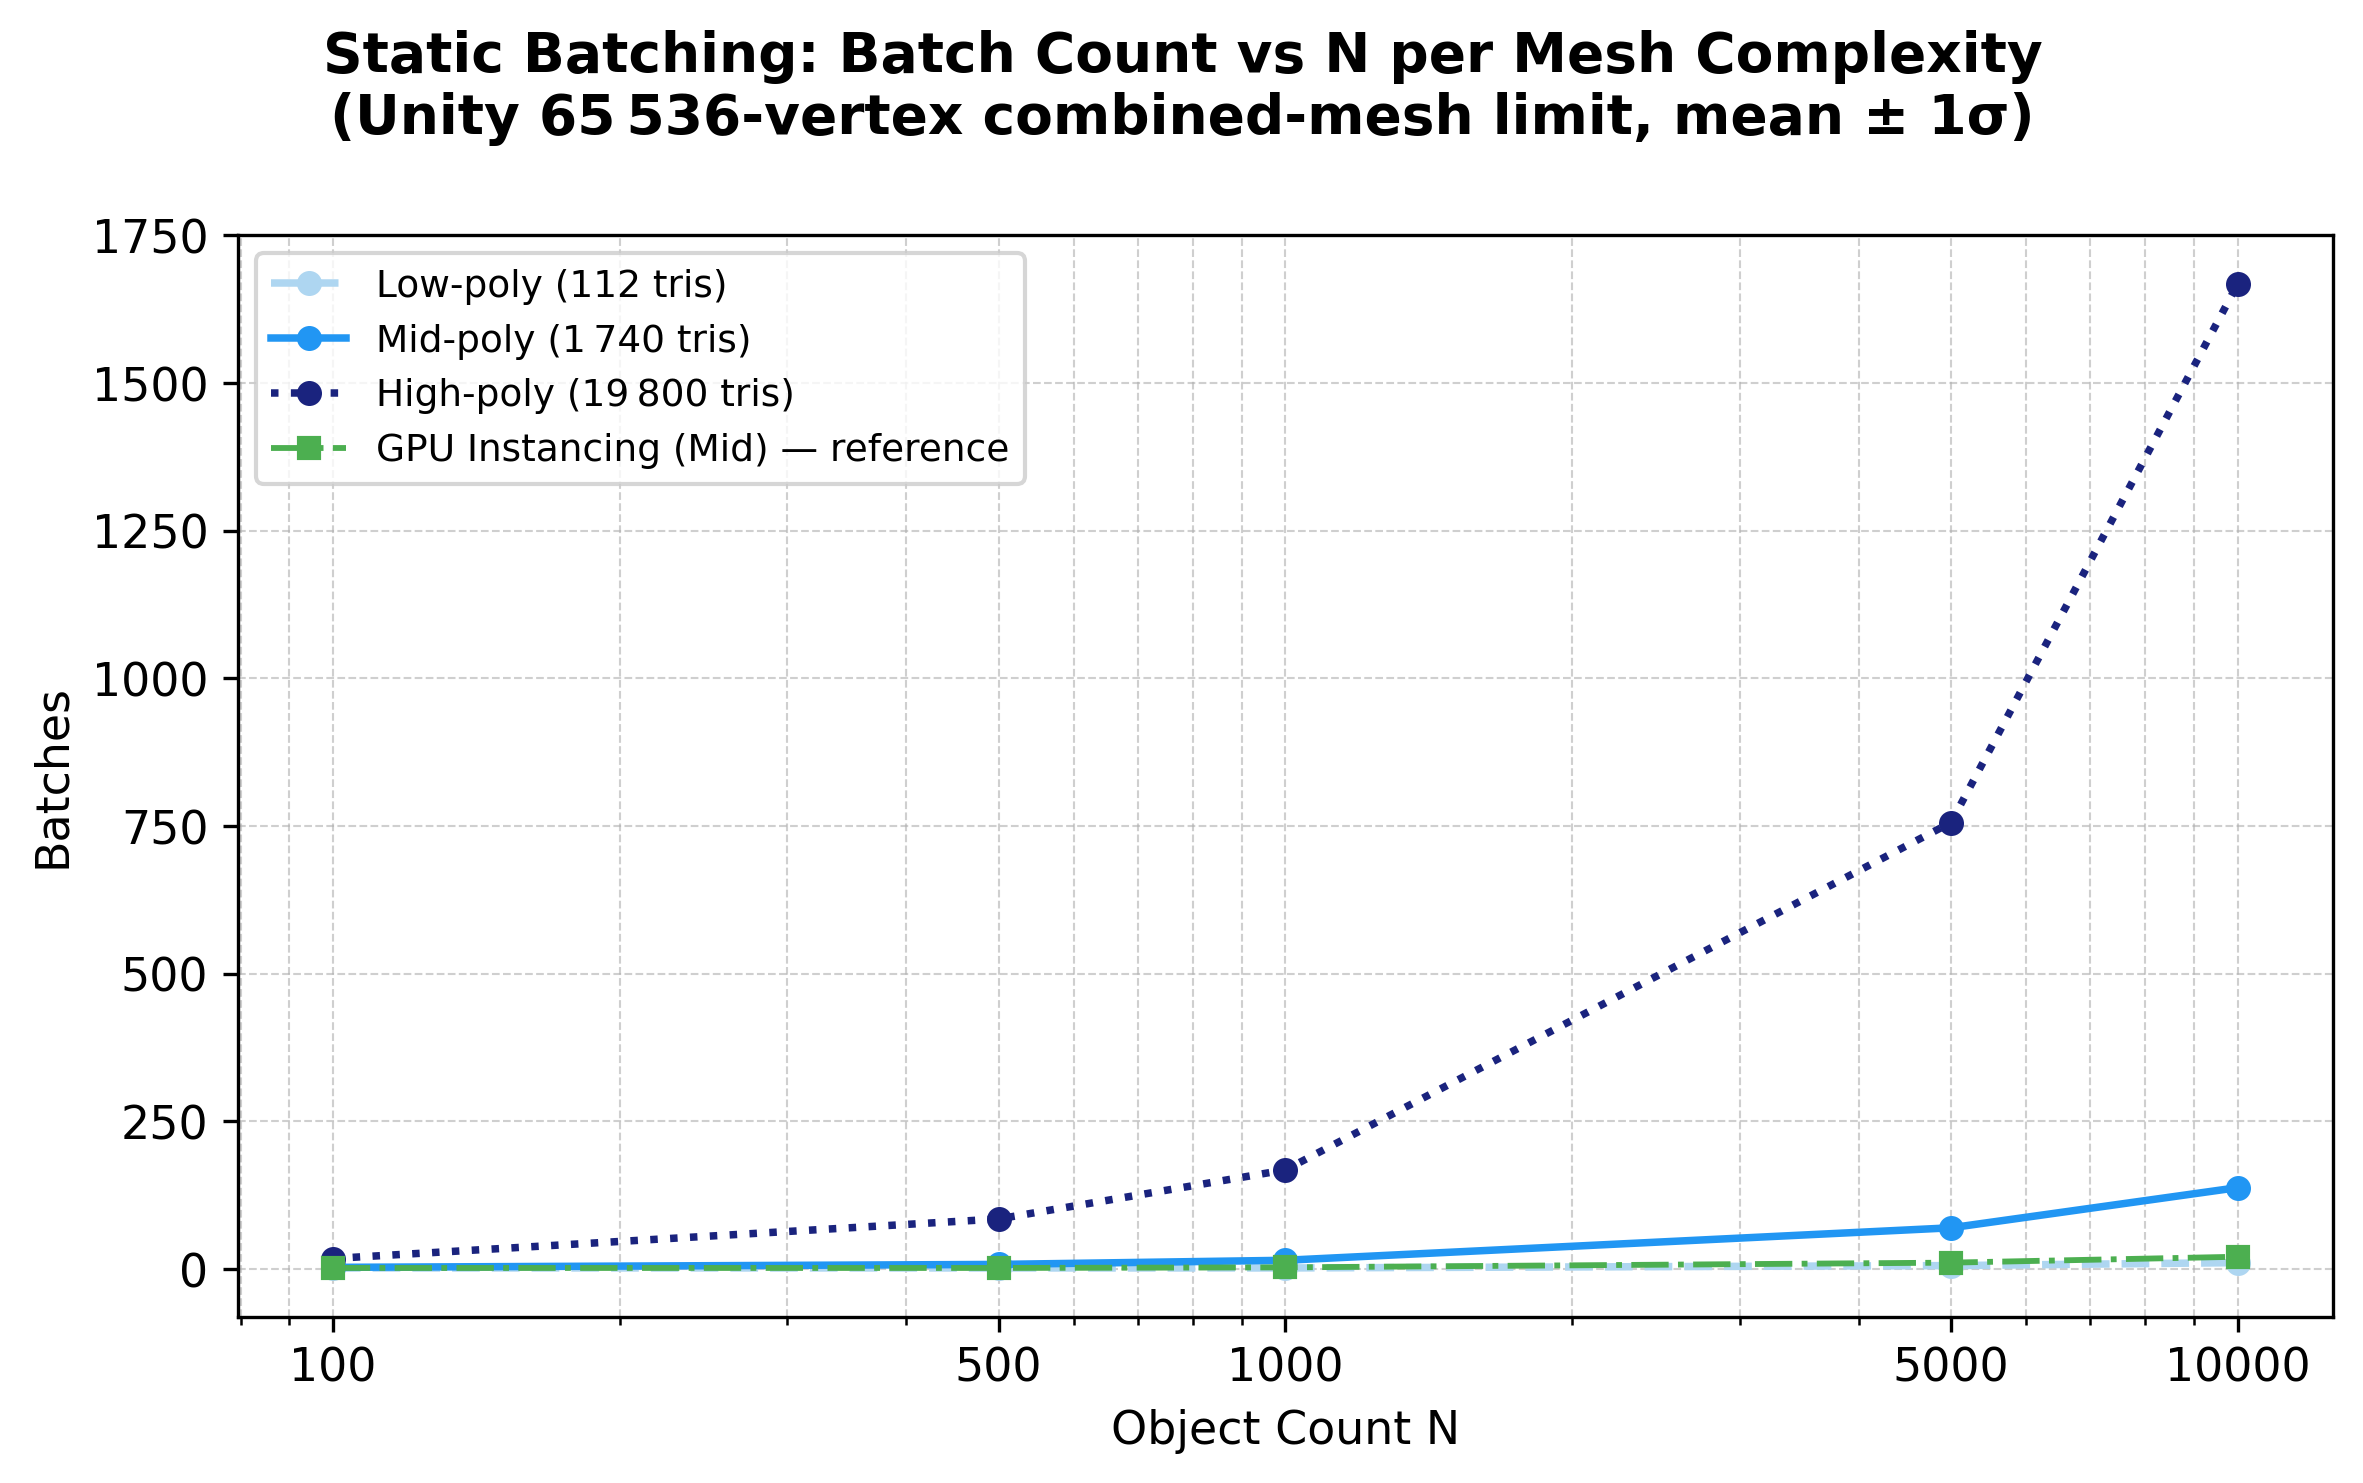 Static Batching: Batch Count vs N per Mesh Complexity
(Unity 65 536-vertex combined-mesh limit, mean ± 1σ)
Low-poly (112 tris)
Mid-poly (1 740 tris)
High-poly (19 800 tris)
GPU Instancing (Mid) — reference
Batches
1750
1500
1250
1000
750
500
250
0
100 500 1000 5000 10000
Object Count N